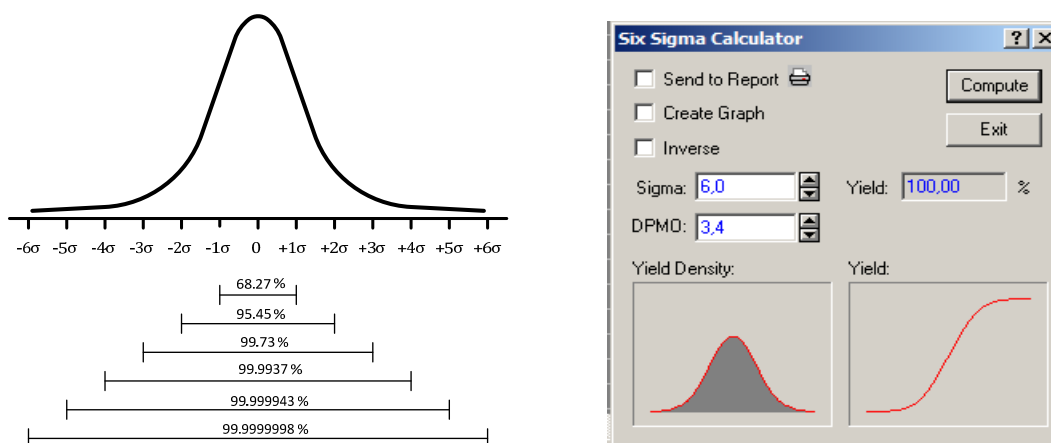 -6σ -5σ -4σ -3σ -2σ -1σ 0 +1σ +2σ +3σ +4σ +5σ +6σ
68.27 %
95.45 %
99.73 %
99.9937 %
99.999943 %
99.9999998 %
Six Sigma Calculator
Send to Report
Compute
Create Graph
Exit
Inverse
Sigma: 6,0 Yield: 100,00 %
DPMO: 3,4
Yield Density: Yield: